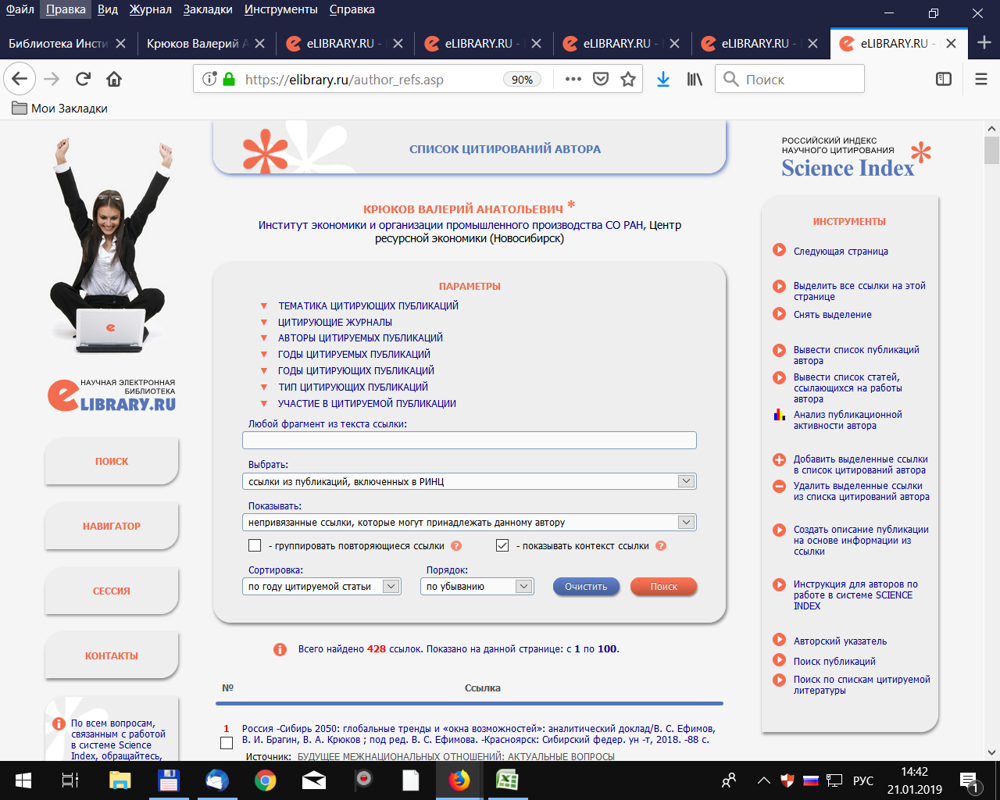 Файл Правка Вид Журнал Закладки Инструменты Справка
Библиотека Инсти
Крюков Валерий А
eLIBRARY.RU -
eLIBRARY.RU -
eLIBRARY.RU -
eLIBRARY.RU -
eLIBRARY.RU -
https://elibrary.ru/author_refs.asp
90%
Поиск
Мои Закладки
НАУЧНАЯ ЭЛЕКТРОННАЯ
БИБЛИОТЕКА
eLIBRARY.RU
ПОИСК
НАВИГАТОР
СЕССИЯ
КОНТАКТЫ
По всем вопросам,
связанным с работой
в системе Science
Index, обращайтесь,
СПИСОК ЦИТИРОВАНИЙ АВТОРА
КРЮКОВ ВАЛЕРИЙ АНАТОЛЬЕВИЧ *
Институт экономики и организации промышленного производства СО РАН, Центр
ресурсной экономики (Новосибирск)
ПАРАМЕТРЫ
ТЕМАТИКА ЦИТИРУЮЩИХ ПУБЛИКАЦИЙ
ЦИТИРУЮЩИЕ ЖУРНАЛЫ
АВТОРЫ ЦИТИРУЕМЫХ ПУБЛИКАЦИЙ
ГОДЫ ЦИТИРУЕМЫХ ПУБЛИКАЦИЙ
ГОДЫ ЦИТИРУЮЩИХ ПУБЛИКАЦИЙ
ТИП ЦИТИРУЮЩИХ ПУБЛИКАЦИЙ
УЧАСТИЕ В ЦИТИРУЕМОЙ ПУБЛИКАЦИИ
Любой фрагмент из текста ссылки:
Выбрать:
ссылки из публикаций, включенных в РИНЦ
Показывать:
непривязанные ссылки, которые могут принадлежать данному автору
- группировать повторяющиеся ссылки ? - показывать контекст ссылки ?
Сортировка: Порядок:
по году цитируемой статьи по убыванию Очистить Поиск
Всего найдено 428 ссылок. Показано на данной странице: с 1 по 100.
№ Ссылка
1 Россия -Сибирь 2050: глобальные тренды и «окна возможностей»: аналитический доклад/В. С. Ефимов,
В. И. Брагин, В. А. Крюков ; под ред. В. С. Ефимова. -Красноярск: Сибирский федер. ун -т, 2018. -88 с.
Источник: БУДУЩЕЕ МЕЖНАЦИОНАЛЬНЫХ ОТНОШЕНИЙ: АКТУАЛЬНЫЕ ВОПРОСЫ
РОССИЙСКИЙ ИНДЕКС
НАУЧНОГО ЦИТИРОВАНИЯ
Science Index
ИНСТРУМЕНТЫ
Следующая страница
Выделить все ссылки на этой
странице
Снять выделение
Вывести список публикаций
автора
Вывести список статей,
ссылающихся на работы
автора
Анализ публикационной
активности автора
Добавить выделенные ссылки
в список цитирований автора
Удалить выделенные ссылки
из списка цитирований автора
Создать описание публикации
на основе информации из
ссылки
Инструкция для авторов по
работе в системе SCIENCE
INDEX
Авторский указатель
Поиск публикаций
Поиск по спискам цитируемой
литературы
РУС
14:42
21.01.2019
1